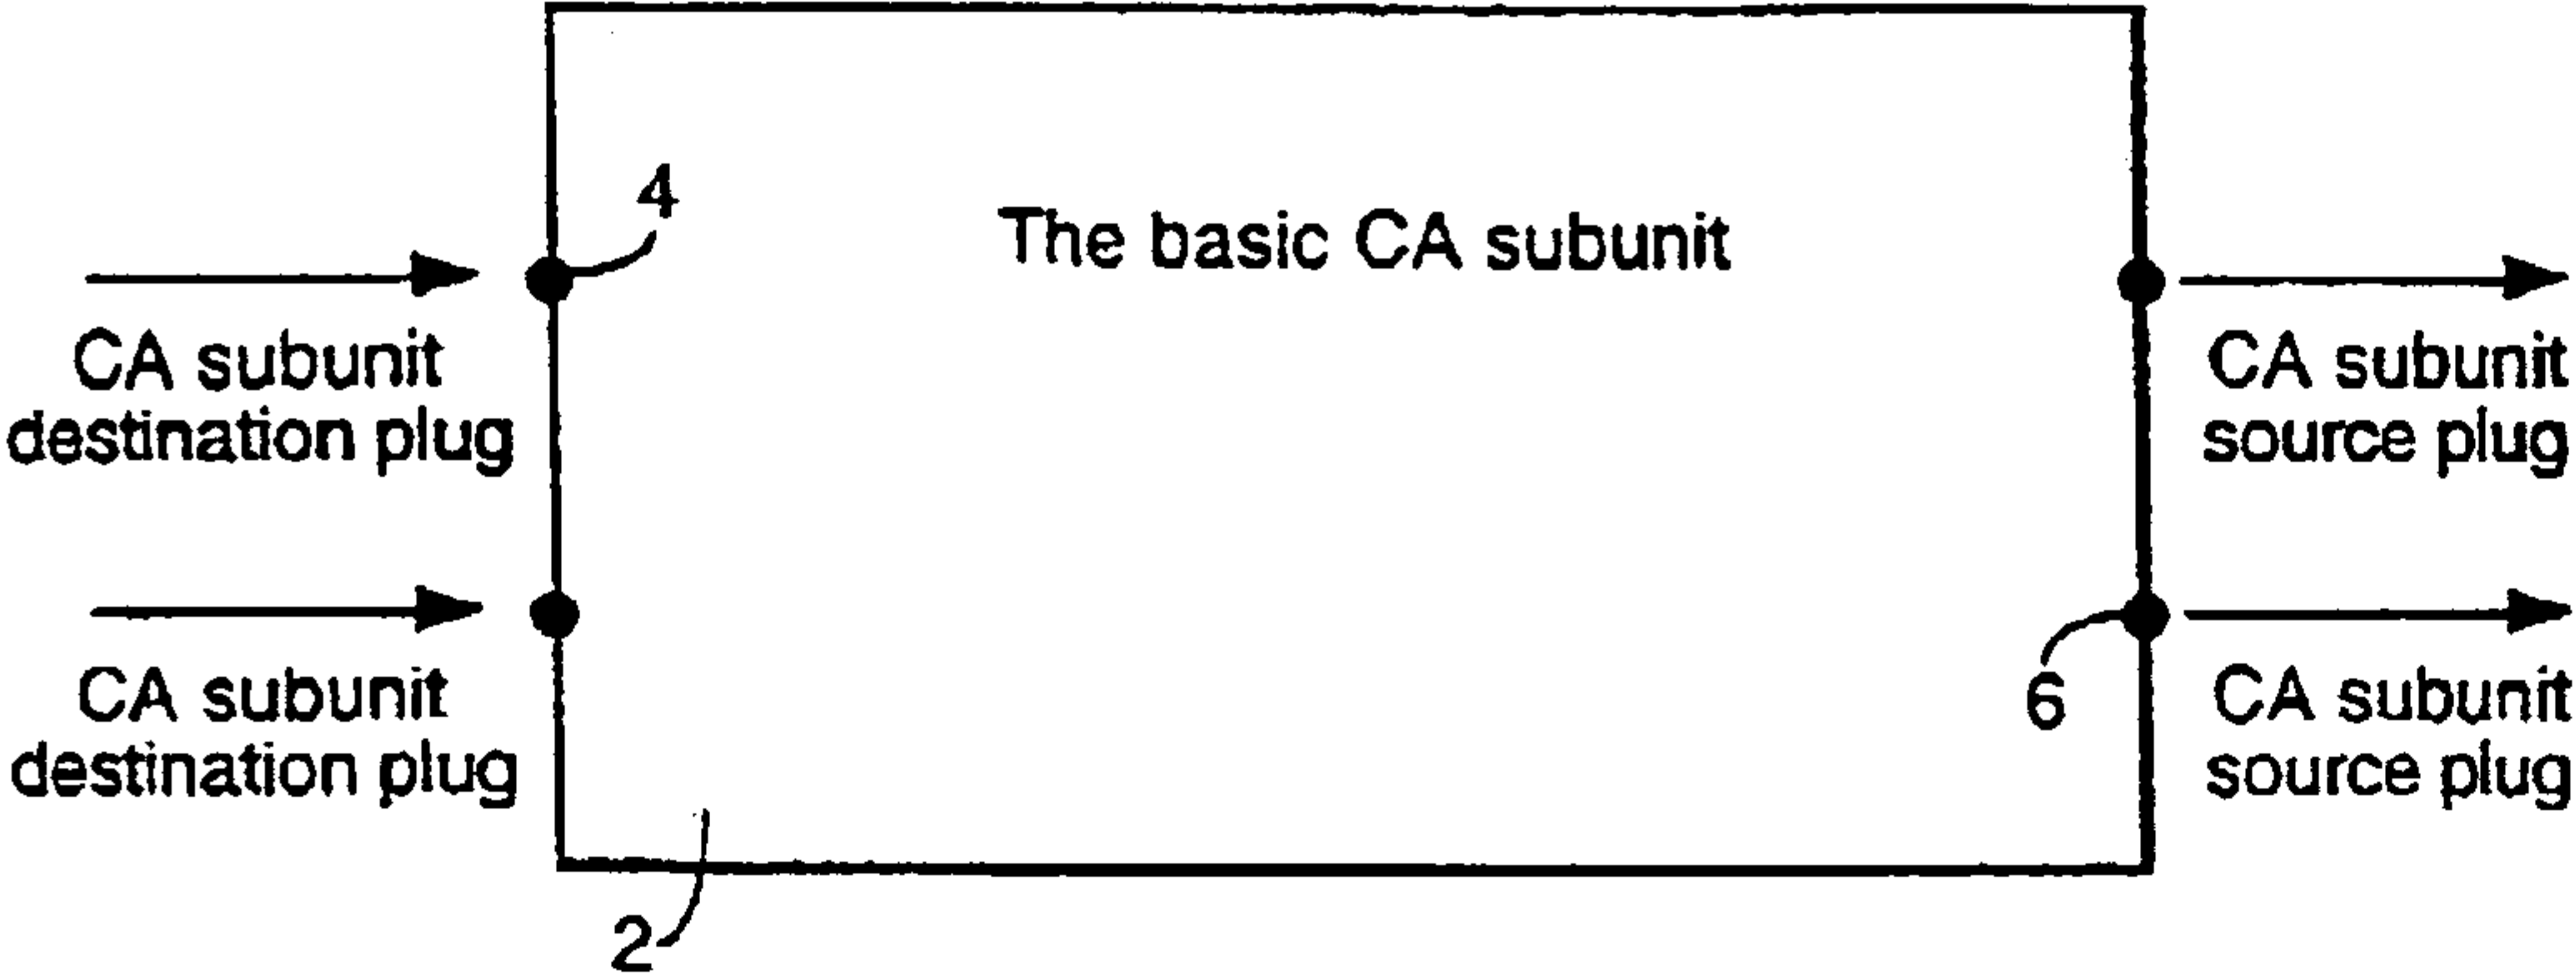 4
The basic CA subunit
CA subunit
destination plug
CA subunit
source plug
CA subunit
destination plug
6
CA subunit
source plug
2